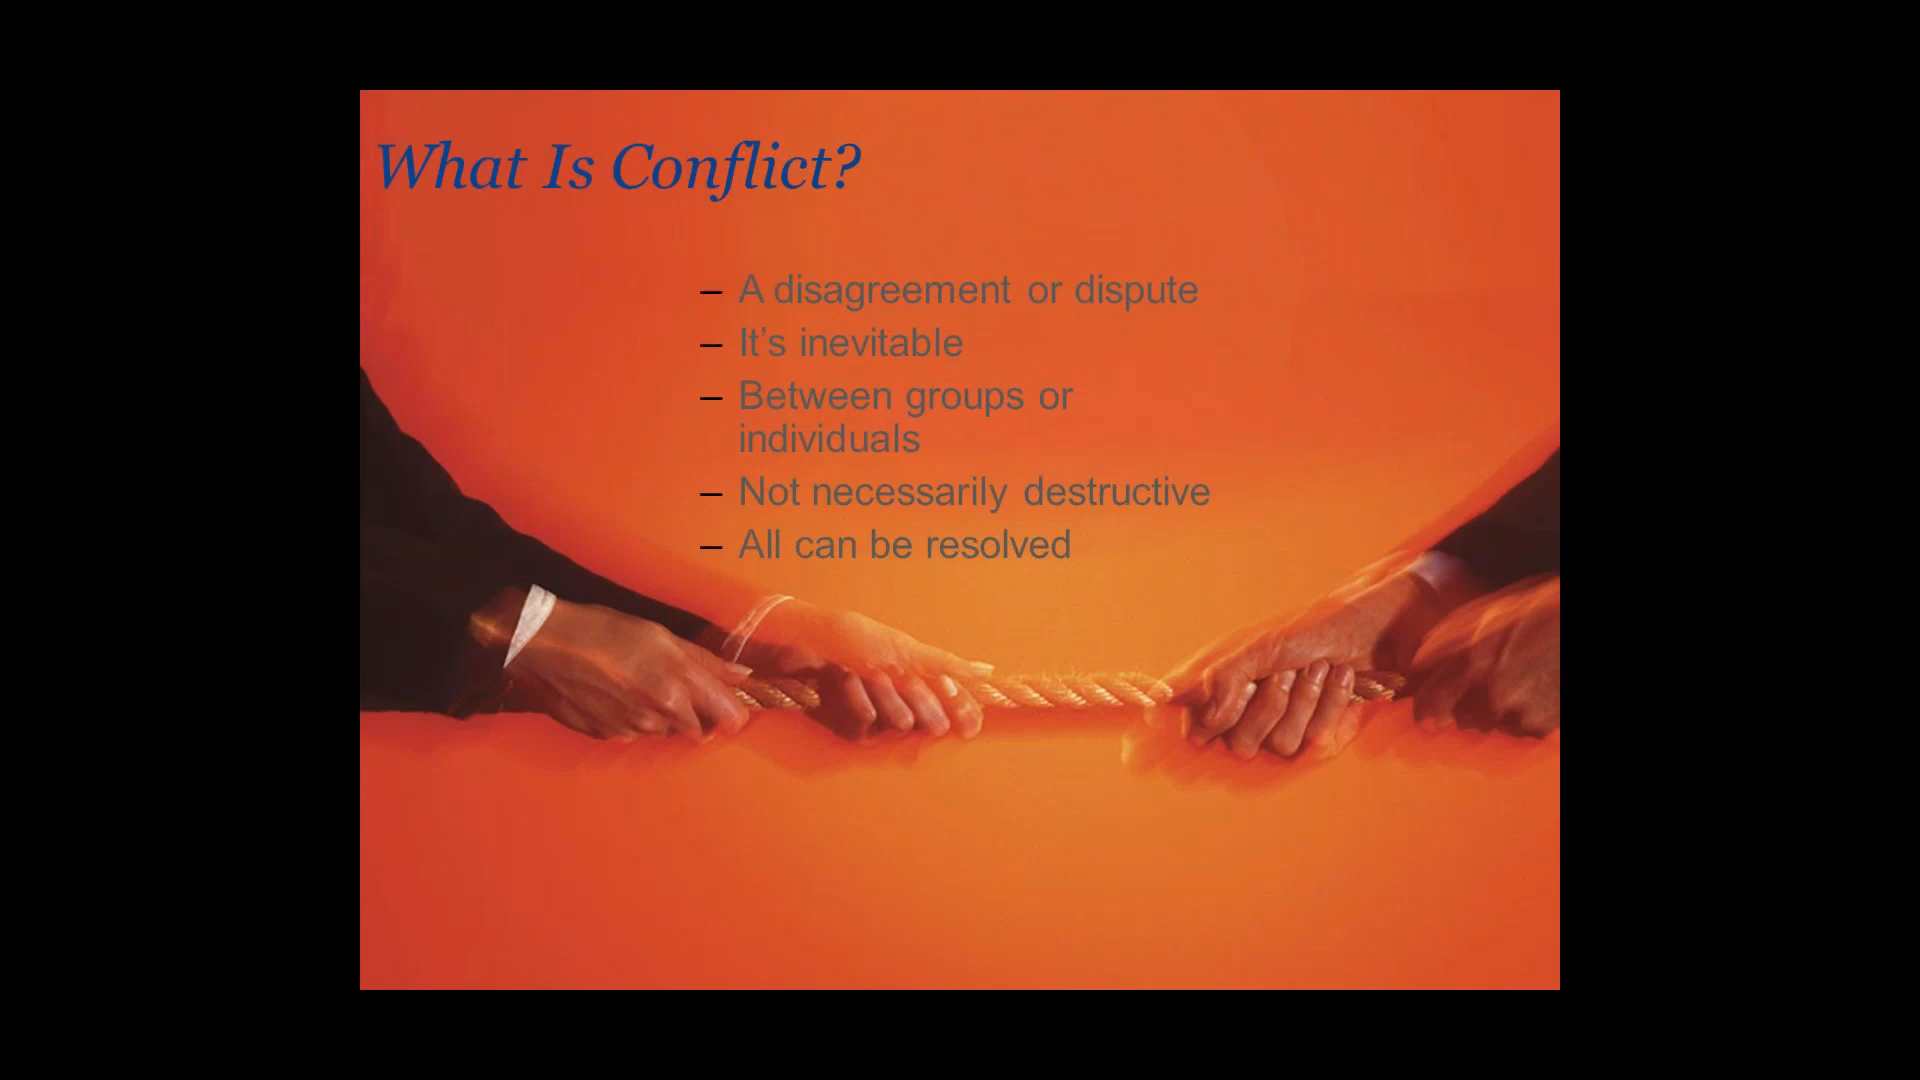 What Is Conflict?
– A disagreement or dispute
– It’s inevitable
– Between groups or
individuals
– Not necessarily destructive
– All can be resolved